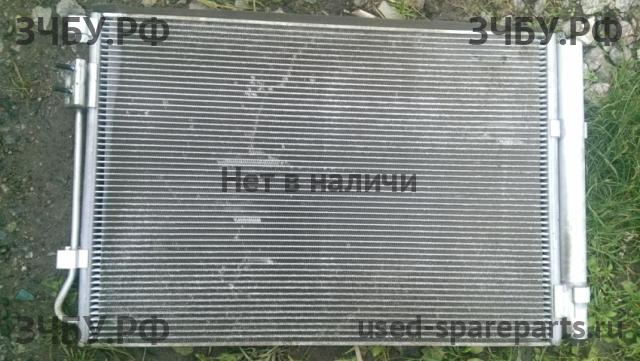 ЗЧБУ.РФ ЗЧБУ.РФ
Нет в наличи
ЗЧБУ.РФ used-spareparts.ru